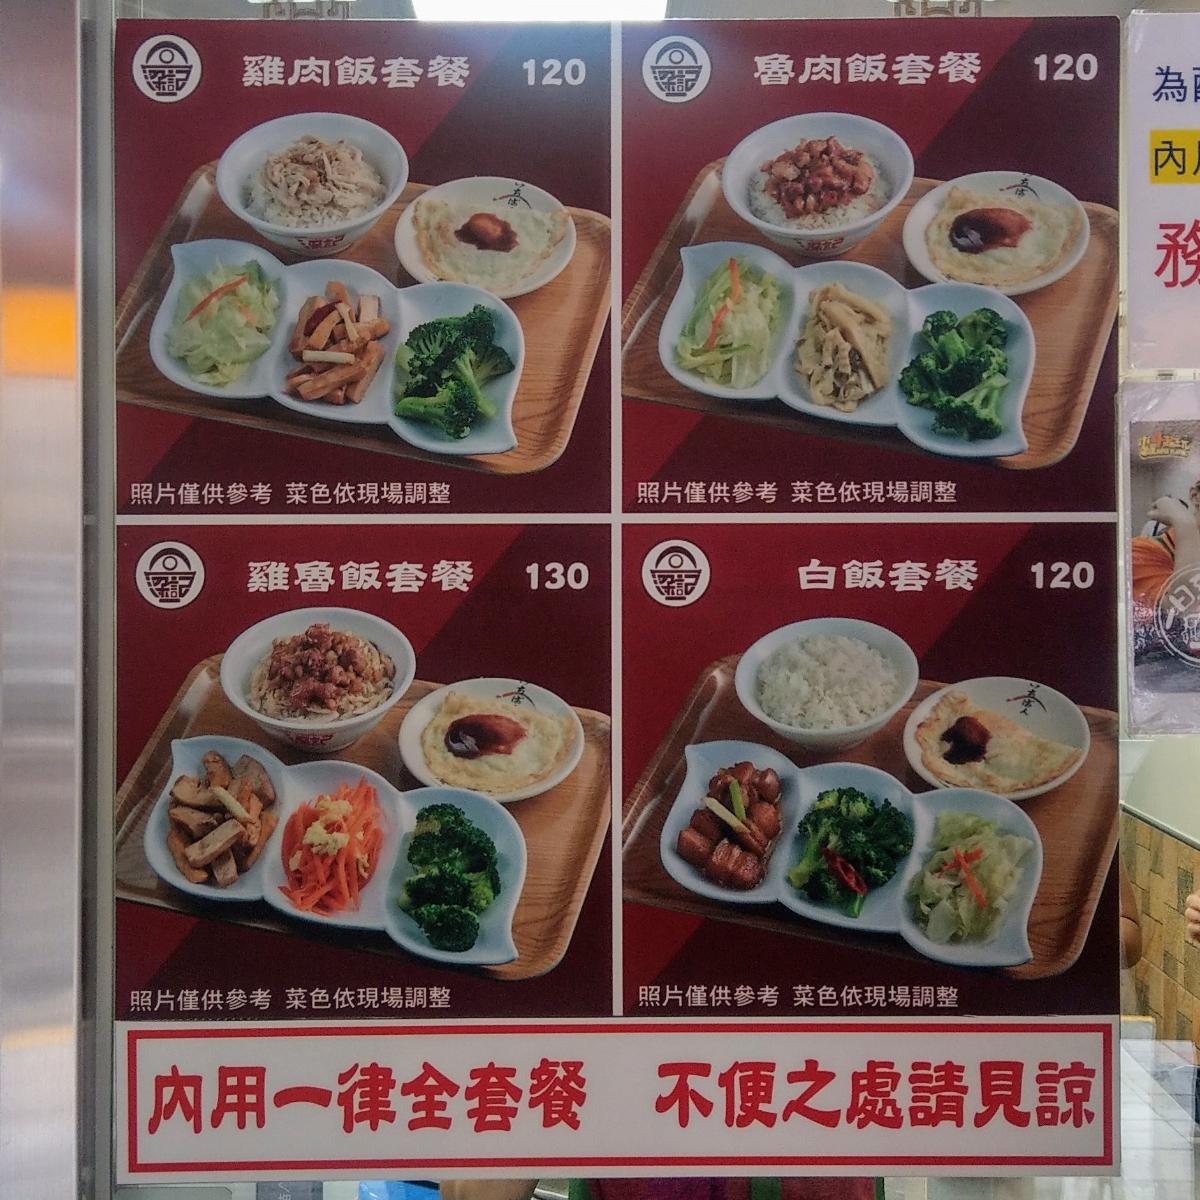 雞肉飯套餐 120
照片僅供參考 菜色依現場調整
魯肉飯套餐 120
照片僅供參考 菜色依現場調整
雞魯飯套餐 130
照片僅供參考 菜色依現場調整
白飯套餐 120
照片僅供參考 菜色依現場調整
內用一律全套餐 不便之處請見諒
為
內用
務